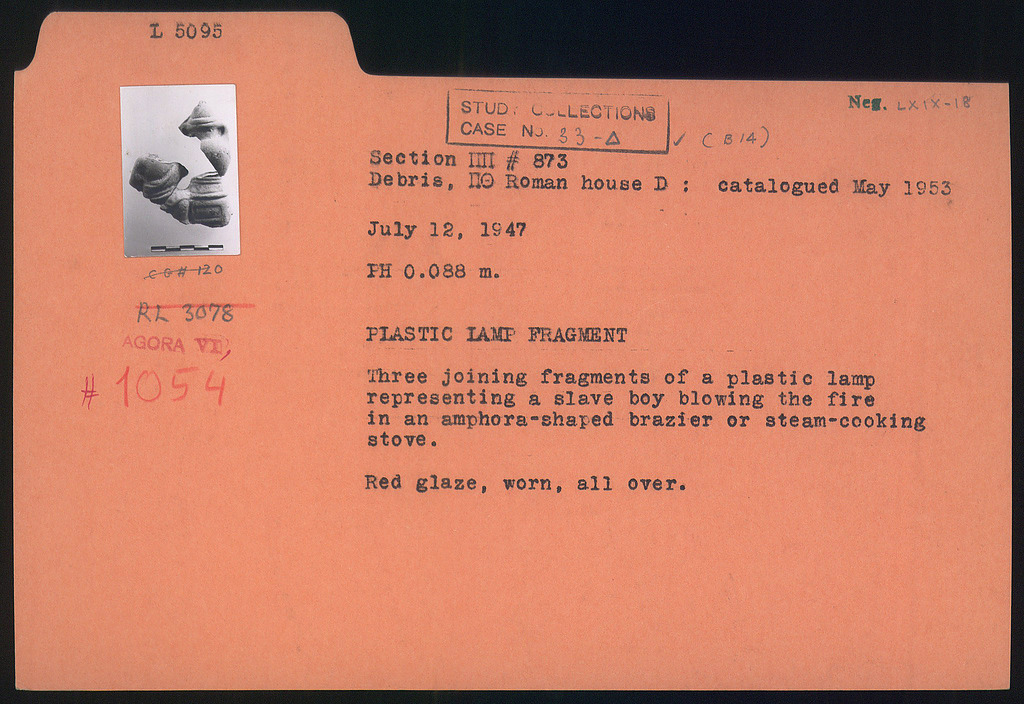 L 5095
Neg. LXIX-18
STUDY COLLECTIONS
CASE NO. 33-Δ
✓ (B 14)
Section ΠΠ # 873
Debris, ΠΘ Roman house D : catalogued May 1953
July 12, 1947
PH 0.088 m.
CG# 120
RL 3078
AGORA VI,
# 1054
PLASTIC LAMP FRAGMENT
Three joining fragments of a plastic lamp
representing a slave boy blowing the fire
in an amphora-shaped brazier or steam-cooking
stove.
Red glaze, worn, all over.